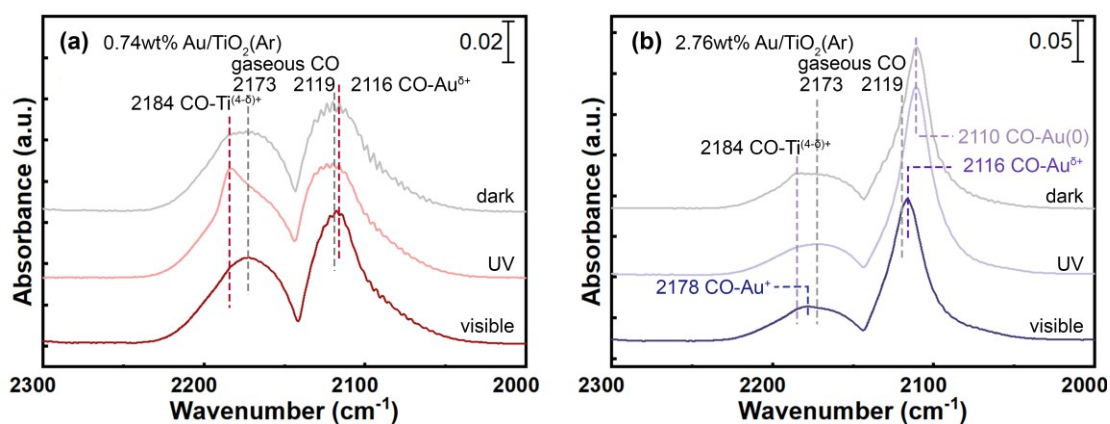 (a) 0.74wt% Au/TiO₂(Ar)
0.02
gaseous CO
2173 2119 2116 CO-Auᵟ⁺
2184 CO-Ti⁽⁴⁻ᵟ⁾⁺
dark
UV
visible
Absorbance (a.u.)
2300 2200 2100 2000
Wavenumber (cm⁻¹)
(b) 2.76wt% Au/TiO₂(Ar)
0.05
gaseous CO
2173 2119
2184 CO-Ti⁽⁴⁻ᵟ⁾⁺
2110 CO-Au(0)
2116 CO-Auᵟ⁺
dark
UV
2178 CO-Au⁺
visible
Absorbance (a.u.)
2300 2200 2100 2000
Wavenumber (cm⁻¹)